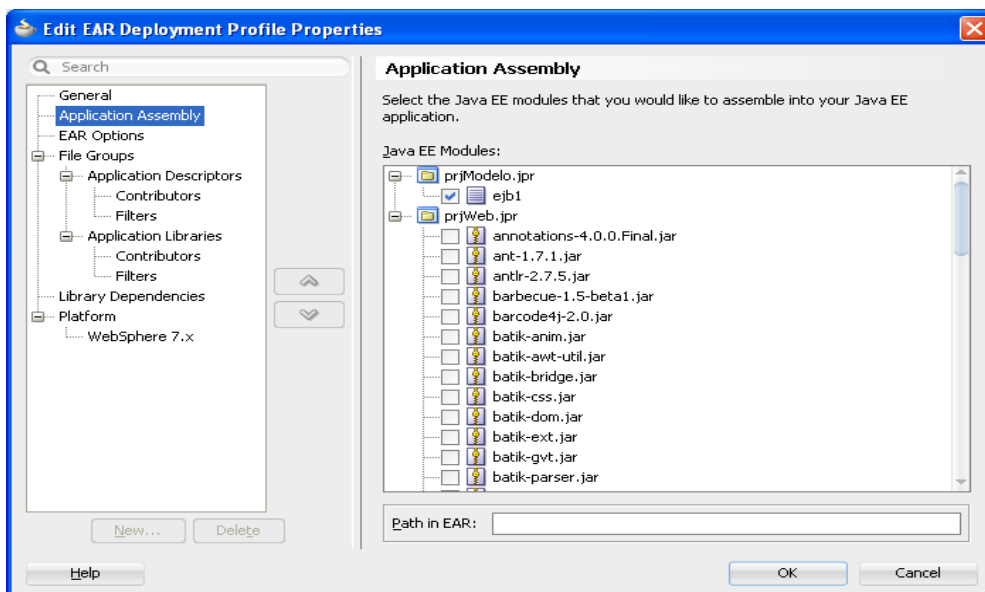 Edit EAR Deployment Profile Properties
Search
General
Application Assembly
EAR Options
File Groups
Application Descriptors
Contributors
Filters
Application Libraries
Contributors
Filters
Library Dependencies
Platform
WebSphere 7.x
New...
Delete
Application Assembly
Select the Java EE modules that you would like to assemble into your Java EE
application.
Java EE Modules:
prjModelo.jpr
ejb1
prjWeb.jpr
annotations-4.0.0.Final.jar
ant-1.7.1.jar
antlr-2.7.5.jar
barbecue-1.5-beta1.jar
barcode4j-2.0.jar
batik-anim.jar
batik-awt-util.jar
batik-bridge.jar
batik-css.jar
batik-dom.jar
batik-ext.jar
batik-gvt.jar
batik-parser.jar
Path in EAR:
Help
OK
Cancel